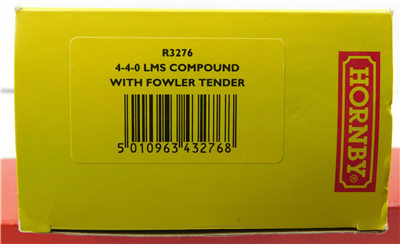 R3276
4-4-0 LMS COMPOUND
WITH FOWLER TENDER
5 010963 432768
HORNBY®